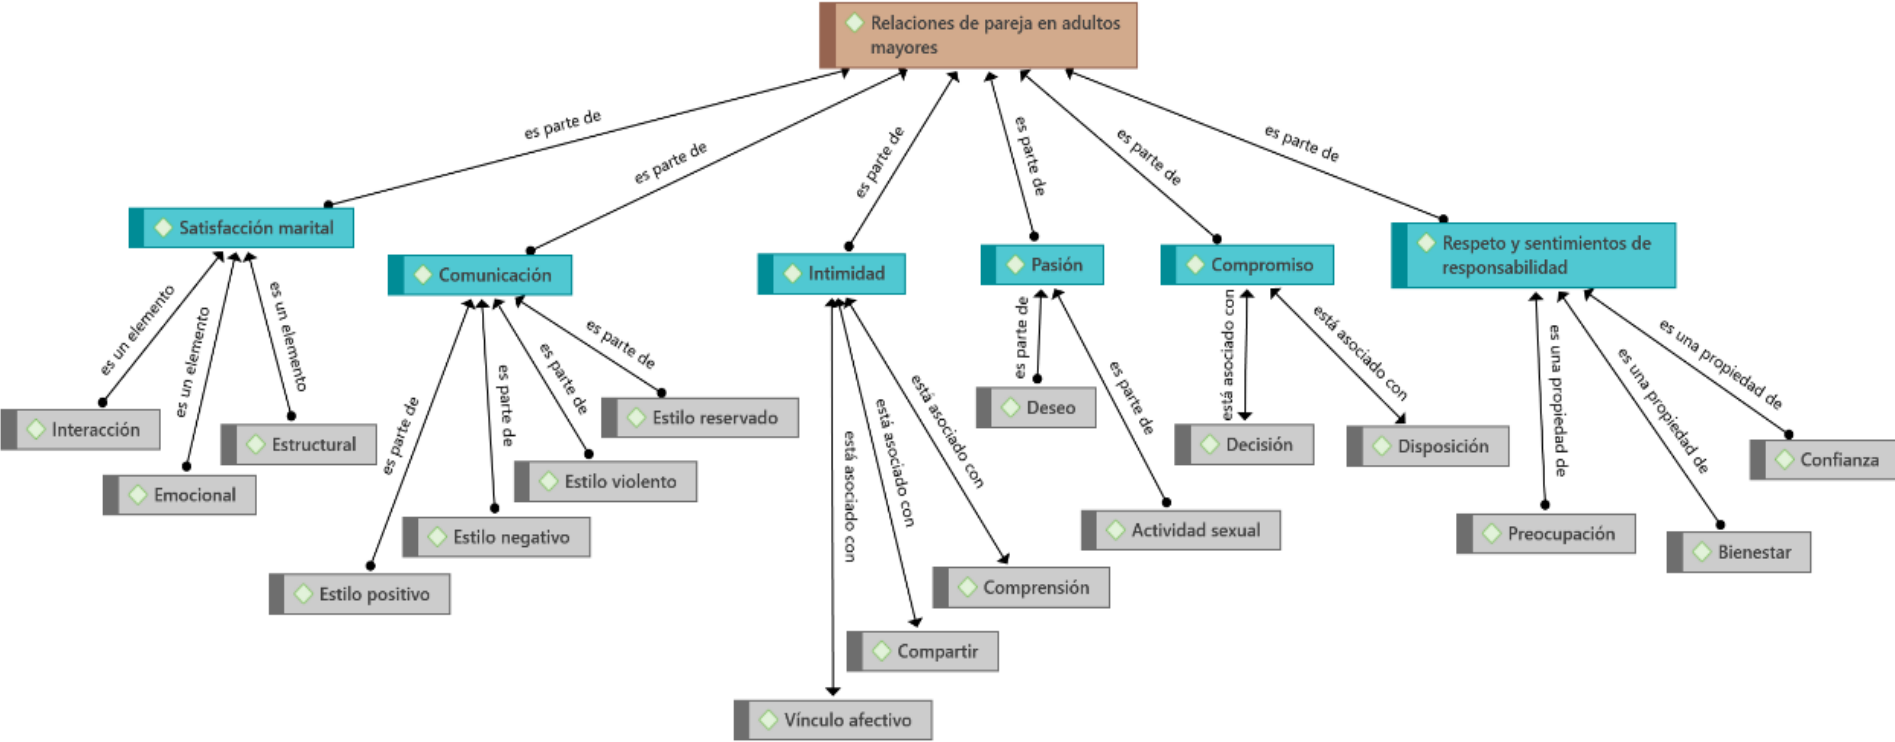 Relaciones de pareja en adultos
mayores
es parte de
es parte de
es parte de
es parte de
es parte de
es parte de
Satisfacción marital
Comunicación
Intimidad
Pasión
Compromiso
Respeto y sentimientos de
responsabilidad
es un elemento
es un elemento
es un elemento
es parte de
es parte de
es parte de
es parte de
está asociado con
está asociado con
está asociado con
es parte de
es parte de
está asociado con
está asociado con
es una propiedad de
es una propiedad de
es una propiedad de
Interacción
Emocional
Estructural
Estilo positivo
Estilo negativo
Estilo violento
Estilo reservado
Vínculo afectivo
Compartir
Comprensión
Deseo
Actividad sexual
Decisión
Disposición
Preocupación
Bienestar
Confianza